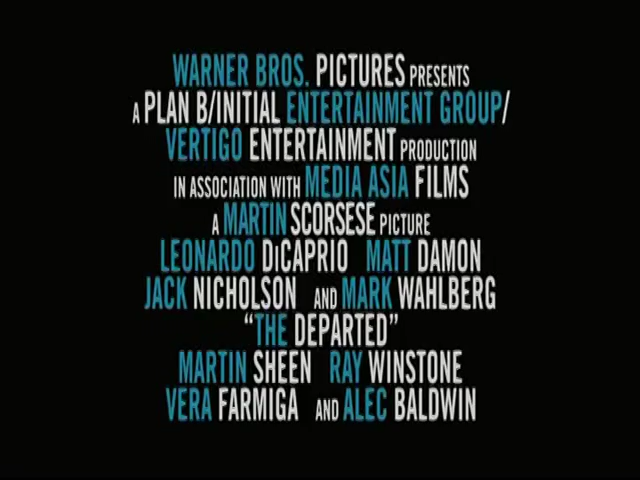 WARNER BROS. PICTURES PRESENTS
A PLAN B/INITIAL ENTERTAINMENT GROUP/
VERTIGO ENTERTAINMENT PRODUCTION
IN ASSOCIATION WITH MEDIA ASIA FILMS
A MARTIN SCORSESE PICTURE
LEONARDO DiCAPRIO MATT DAMON
JACK NICHOLSON AND MARK WAHLBERG
“THE DEPARTED”
MARTIN SHEEN RAY WINSTONE
VERA FARMIGA AND ALEC BALDWIN